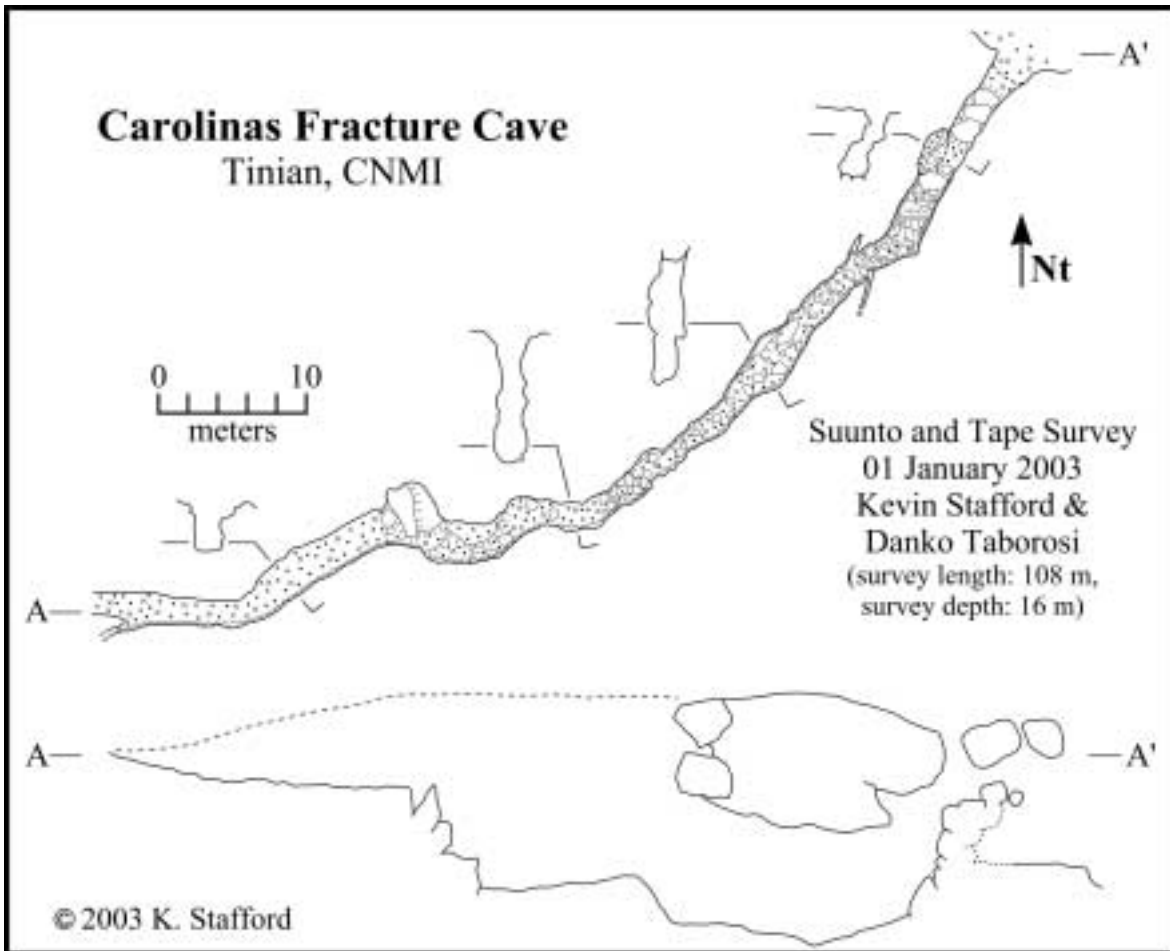 Carolinas Fracture Cave
Tinian, CNMI
A'
Nt
0 10
meters
Suunto and Tape Survey
01 January 2003
Kevin Stafford &
Danko Taborosi
(survey length: 108 m,
survey depth: 16 m)
A
A
A'
© 2003 K. Stafford